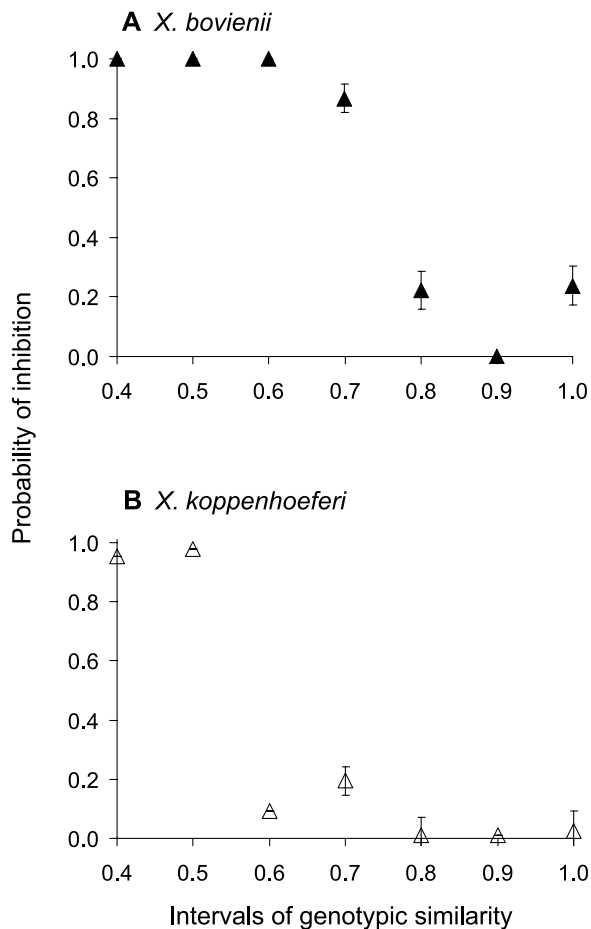 A X. bovienii
1.0
0.8
0.6
0.4
0.2
0.0
0.4 0.5 0.6 0.7 0.8 0.9 1.0
Probability of inhibition
B X. koppenhoeferi
1.0
0.8
0.6
0.4
0.2
0.0
0.4 0.5 0.6 0.7 0.8 0.9 1.0
Intervals of genotypic similarity